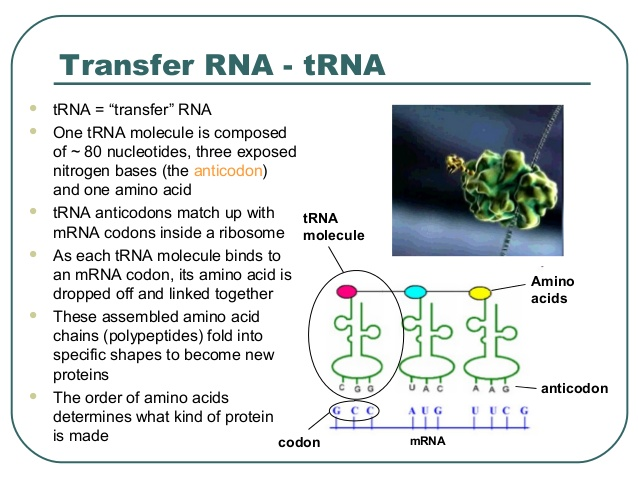 Transfer RNA - tRNA
tRNA = “transfer” RNA
One tRNA molecule is composed
of ~ 80 nucleotides, three exposed
nitrogen bases (the anticodon)
and one amino acid
tRNA anticodons match up with
mRNA codons inside a ribosome
As each tRNA molecule binds to
an mRNA codon, its amino acid is
dropped off and linked together
These assembled amino acid
chains (polypeptides) fold into
specific shapes to become new
proteins
The order of amino acids
determines what kind of protein
is made
tRNA
molecule
Amino
acids
C G G U A C A A G
anticodon
G C C A U G U U C G
codon
mRNA